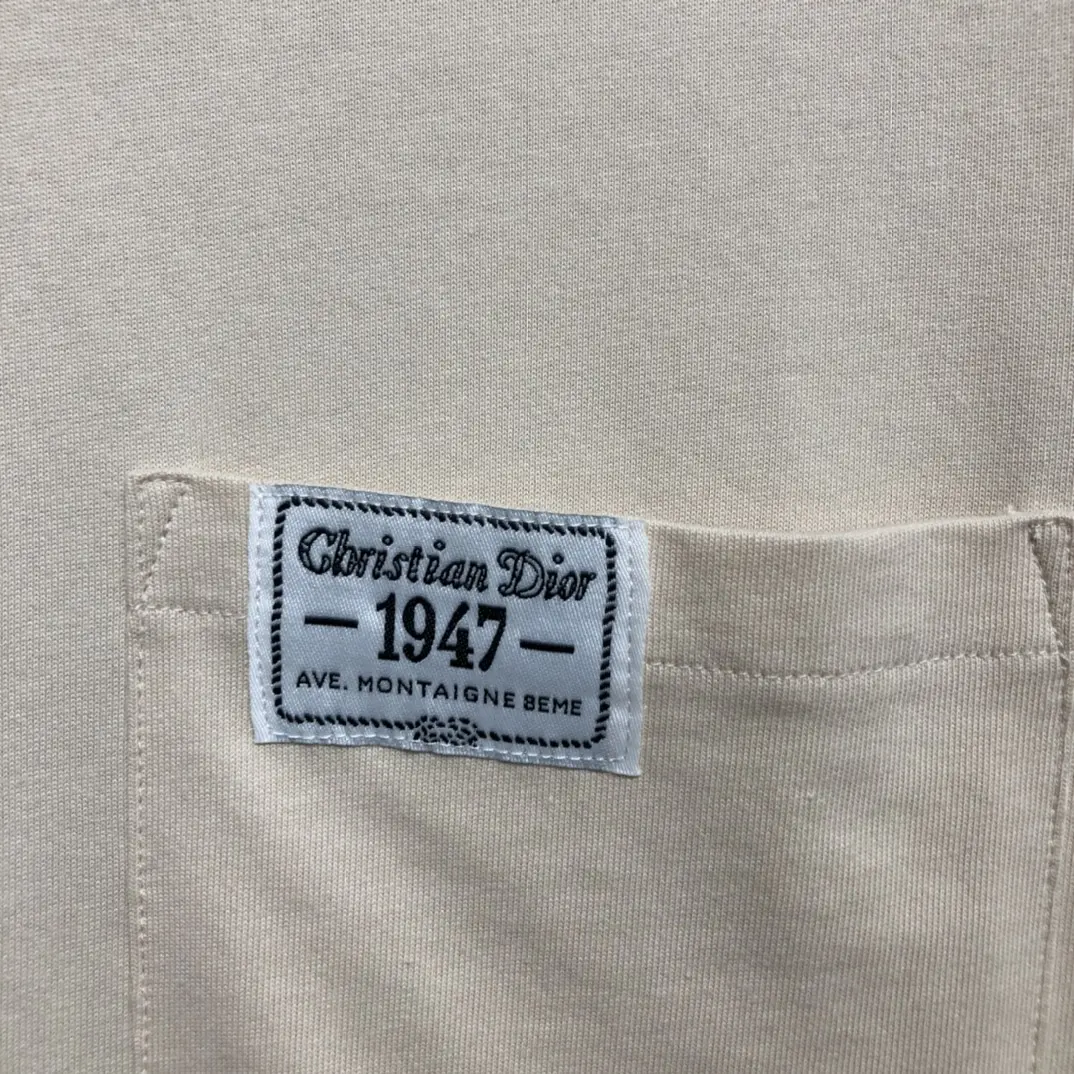 Christian Dior
— 1947 —
AVE. MONTAIGNE 8EME